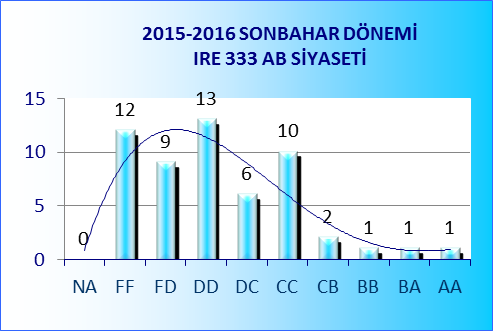 2015-2016 SONBAHAR DÖNEMİ
IRE 333 AB SİYASETİ
15
10
5
0
0 12 9 13 6 10 2 1 1 1
NA FF FD DD DC CC CB BB BA AA